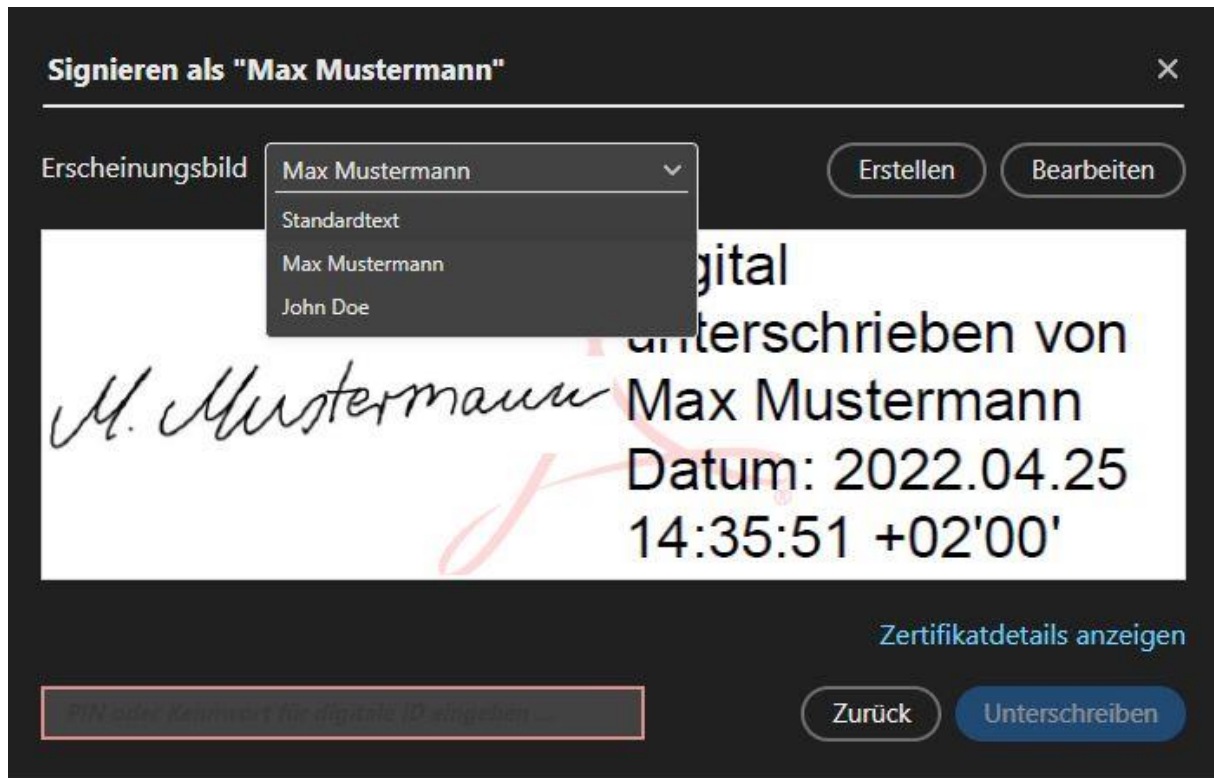 Signieren als "Max Mustermann"
Erscheinungsbild
Max Mustermann
Erstellen
Bearbeiten
Standardtext
Max Mustermann
John Doe
M. Mustermann
gital
unterschrieben von
Max Mustermann
Datum: 2022.04.25
14:35:51 +02'00'
®
Zertifikatdetails anzeigen
PIN oder Kennwort für digitale ID eingeben ...
Zurück
Unterschreiben